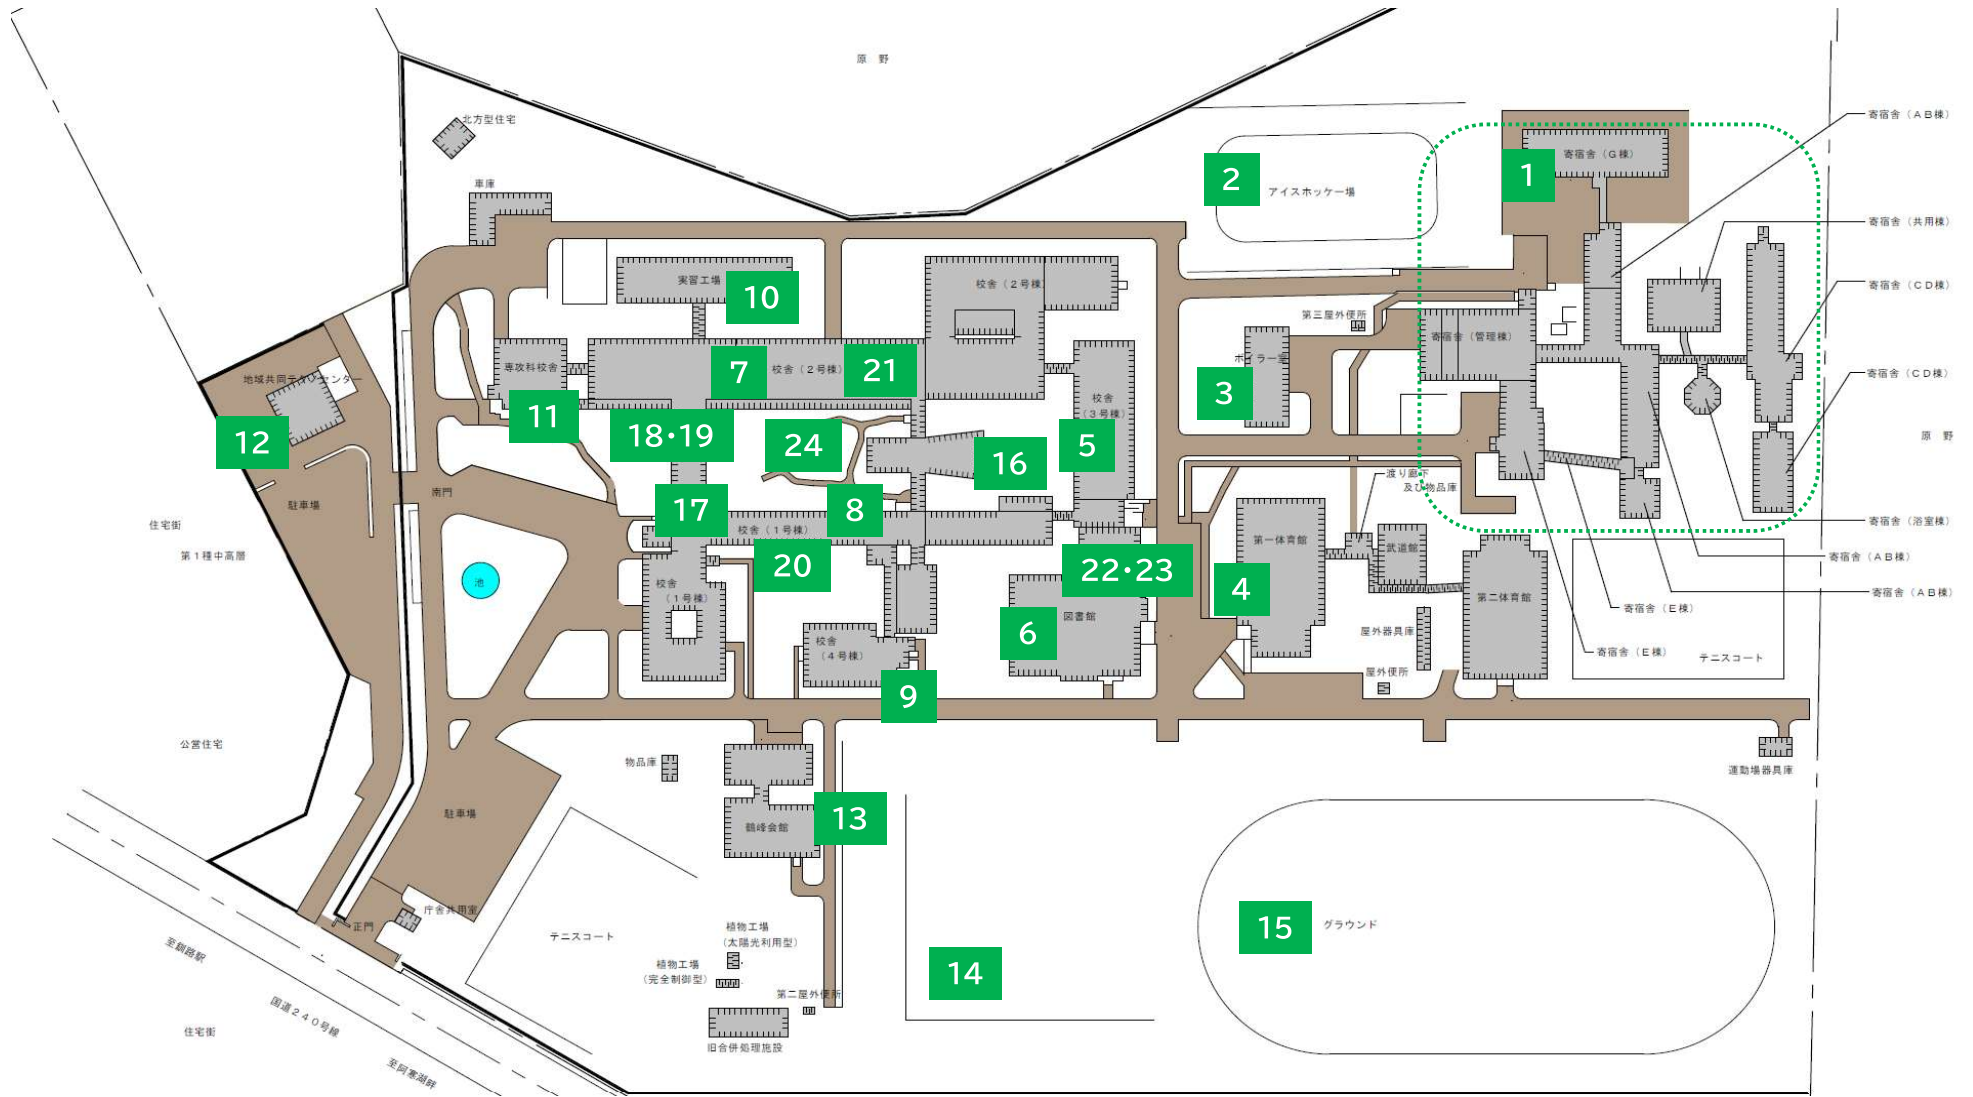 原　野
北方型住宅
車庫
2
アイスホッケー場
1
寄宿舎（Ｇ棟）
寄宿舎（ＡＢ棟）
寄宿舎（共用棟）
寄宿舎（ＣＤ棟）
寄宿舎（ＣＤ棟）
実習工場
10
校舎（２号棟）
第三屋外便所
ボイラー室
3
寄宿舎（管理棟）
専攻科校舎
7
校舎（２号棟）
21
校舎
（３号棟）
5
地域共同テクノセンター
12
11
18・19
24
16
原　野
駐車場
南門
17
校舎（１号棟）
8
20
渡り廊下
及び物品庫
住宅街
第１種中高層
池
校舎
（１号棟）
22・23
第一体育館
4
武道館
第二体育館
寄宿舎（浴室棟）
寄宿舎（ＡＢ棟）
寄宿舎（ＡＢ棟）
寄宿舎（Ｅ棟）
寄宿舎（Ｅ棟）
テニスコート
校舎
（４号棟）
9
6
図書館
屋外器具庫
屋外便所
公営住宅
物品庫
運動場器具庫
駐車場
13
鶴峰会館
庁舎共用室
正門
テニスコート
植物工場
（太陽光利用型）
植物工場
（完全制御型）
第二屋外便所
旧合併処理施設
14
15
グラウンド
至釧路駅
国道２４０号線
住宅街
至阿寒湖畔